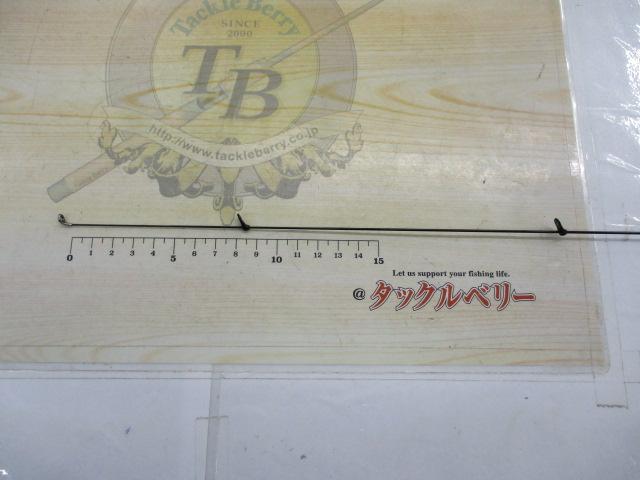 Tackle Berry
SINCE
2000
TB
http://www.tackleberry.co.jp
0 1 2 3 4 5 6 7 8 9 10 11 12 13 14 15
Let us support your fishing life.
@ タックルベリー